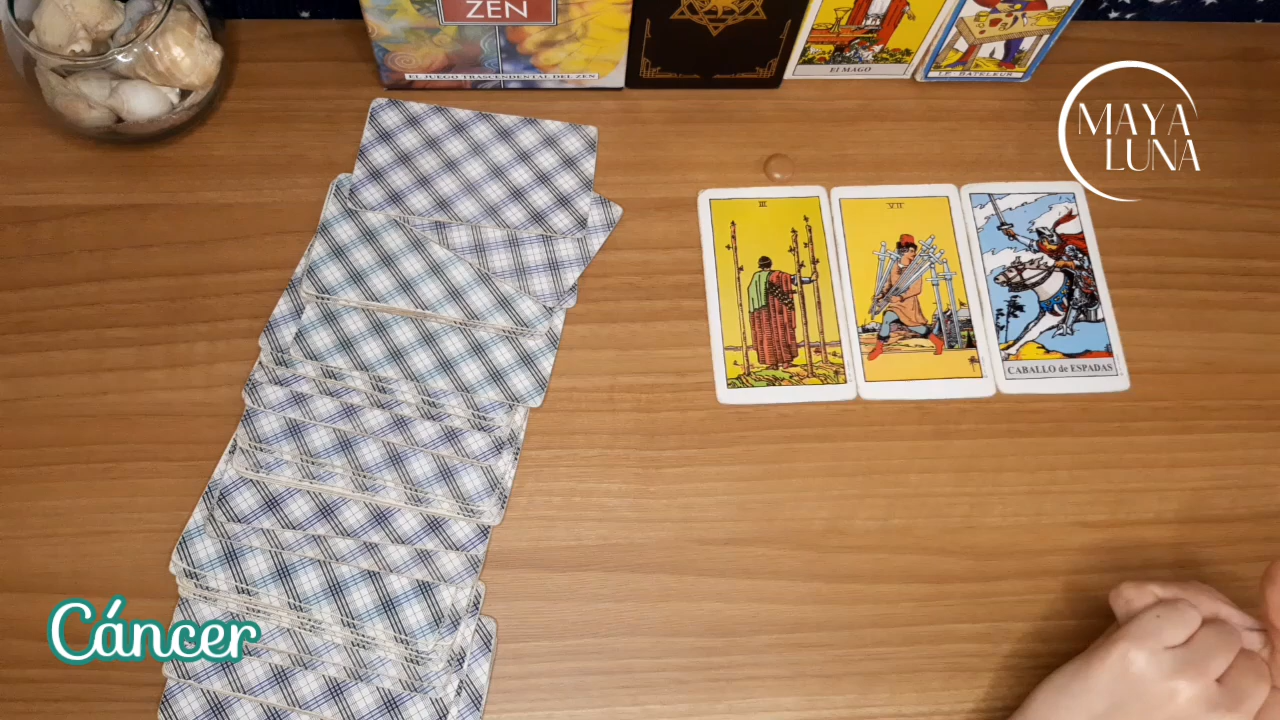 ZEN
EL JUEGO TRASCENDENTAL DEL ZEN
El MAGO
LE BATELEUR
MAYA
LUNA
III
VII
CABALLO de ESPADAS
Cáncer